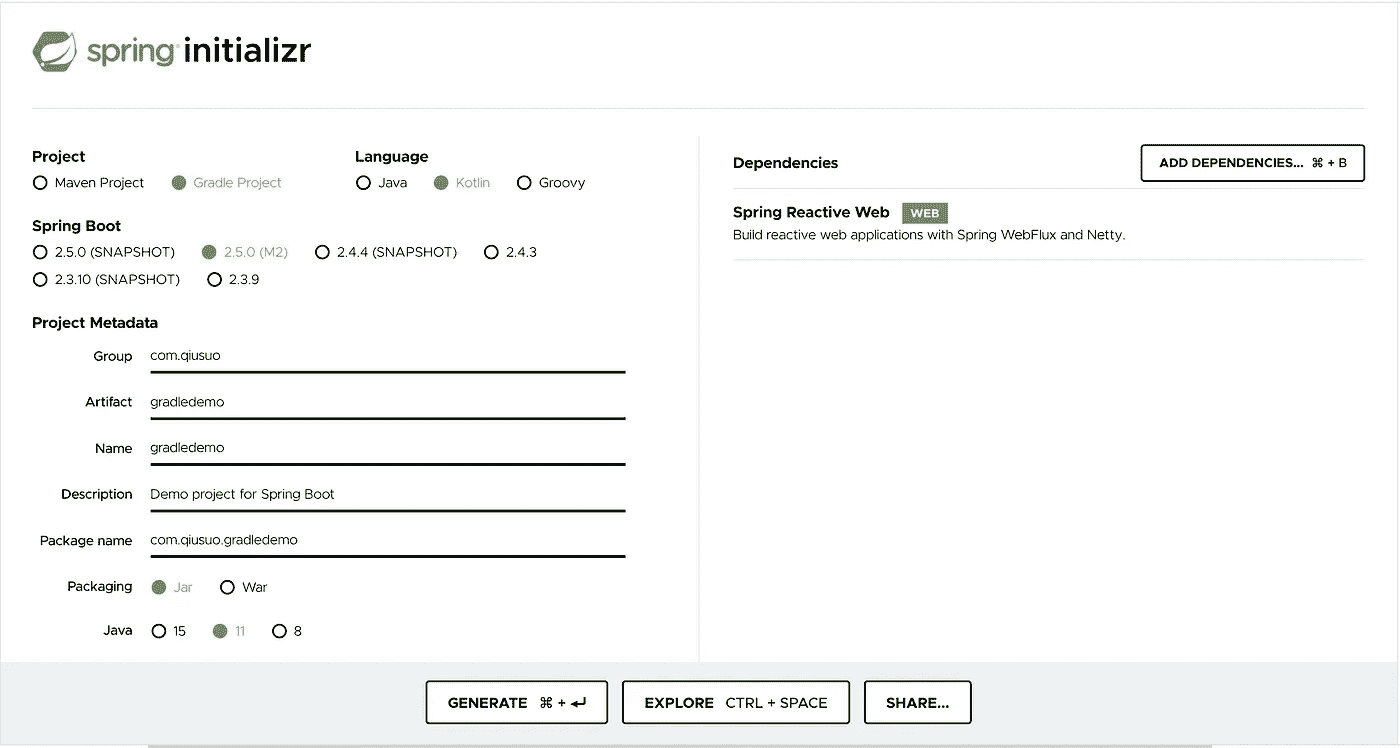 spring initializr
Project
Maven Project Gradle Project
Language
Java Kotlin Groovy
Spring Boot
2.5.0 (SNAPSHOT) 2.5.0 (M2) 2.4.4 (SNAPSHOT) 2.4.3
2.3.10 (SNAPSHOT) 2.3.9
Project Metadata
Group com.qiusuo
Artifact gradledemo
Name gradledemo
Description Demo project for Spring Boot
Package name com.qiusuo.gradledemo
Packaging Jar War
Java 15 11 8
Dependencies ADD DEPENDENCIES... ⌘ + B
Spring Reactive Web WEB
Build reactive web applications with Spring WebFlux and Netty.
GENERATE ⌘ + ↵ EXPLORE CTRL + SPACE SHARE...